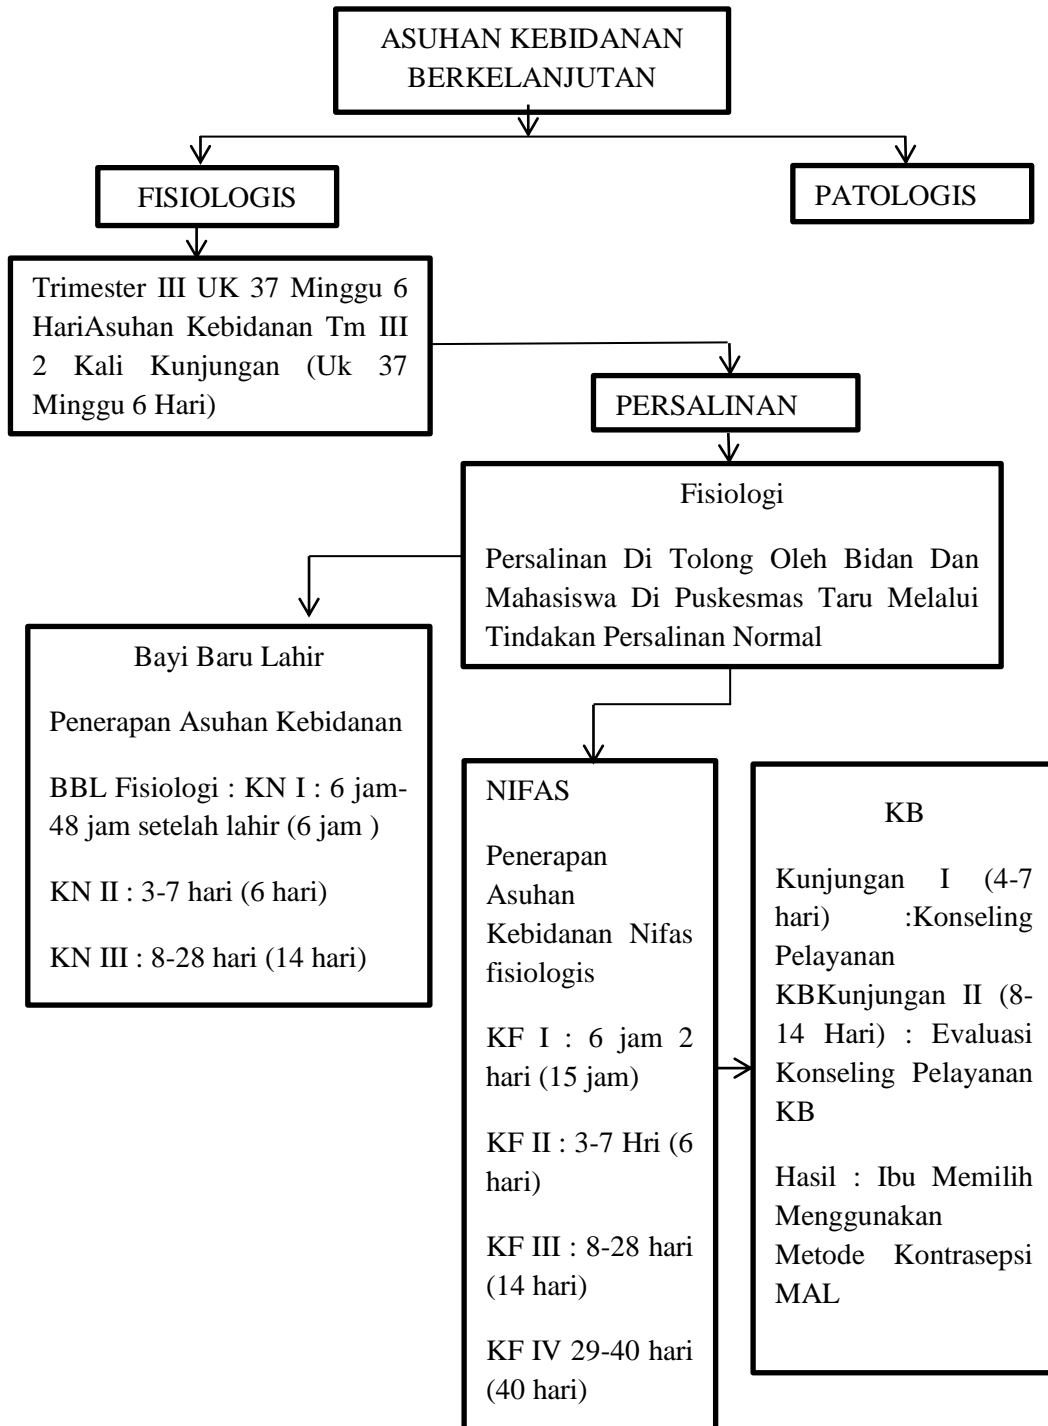 ASUHAN KEBIDANAN
BERKELANJUTAN
FISIOLOGIS
PATOLOGIS
Trimester III UK 37 Minggu 6
HariAsuhan Kebidanan Tm III
2 Kali Kunjungan (Uk 37
Minggu 6 Hari)
PERSALINAN
Fisiologi
Persalinan Di Tolong Oleh Bidan Dan
Mahasiswa Di Puskesmas Taru Melalui
Tindakan Persalinan Normal
Bayi Baru Lahir
Penerapan Asuhan Kebidanan
BBL Fisiologi : KN I : 6 jam-
48 jam setelah lahir (6 jam )
KN II : 3-7 hari (6 hari)
KN III : 8-28 hari (14 hari)
NIFAS
Penerapan
Asuhan
Kebidanan Nifas
fisiologis
KF I : 6 jam 2
hari (15 jam)
KF II : 3-7 Hri (6
hari)
KF III : 8-28 hari
(14 hari)
KF IV 29-40 hari
(40 hari)
KB
Kunjungan I (4-7
hari) :Konseling
Pelayanan
KBKunjungan II (8-
14 Hari) : Evaluasi
Konseling Pelayanan
KB
Hasil : Ibu Memilih
Menggunakan
Metode Kontrasepsi
MAL